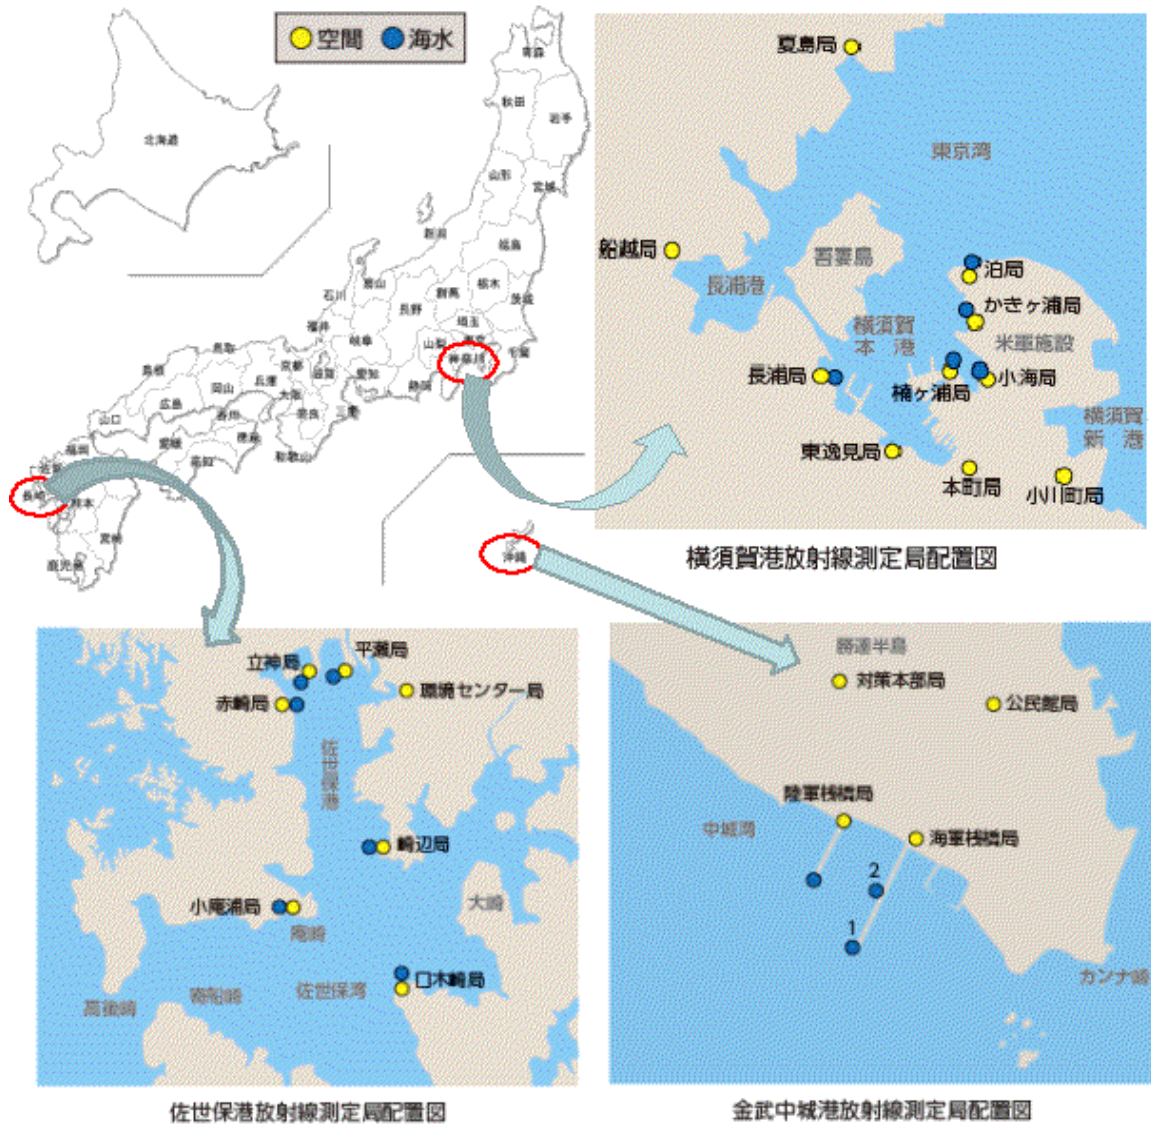 空間 海水
北海道
青森
秋田
岩手
山形
宮城
新潟
福島
富山
石川
群馬
栃木
茨城
長野
埼玉
福井
岐阜
山梨
東京
千葉
神奈川
鳥取
京都
滋賀
愛知
静岡
島根
岡山
兵庫
大阪
奈良
三重
広島
山口
香川
徳島
和歌山
愛媛
高知
福岡
佐賀
長崎
熊本
宮崎
鹿児島
沖縄
夏島局
東京湾
船越局
吾妻島
長浦港
泊局
かきヶ浦局
横須賀
本港
米軍施設
長浦局
楠ヶ浦局
小海局
横須賀
新港
東逸見局
本町局
小川町局
横須賀港放射線測定局配置図
立神局
平瀬局
赤崎局
環境センター局
佐世保港
崎辺局
小庵浦局
庵崎
大崎
口木崎局
高後崎
寄船崎
佐世保湾
佐世保港放射線測定局配置図
勝連半島
対策本部局
公民館局
陸軍桟橋局
中城湾
海軍桟橋局
2
1
カンナ崎
金武中城港放射線測定局配置図